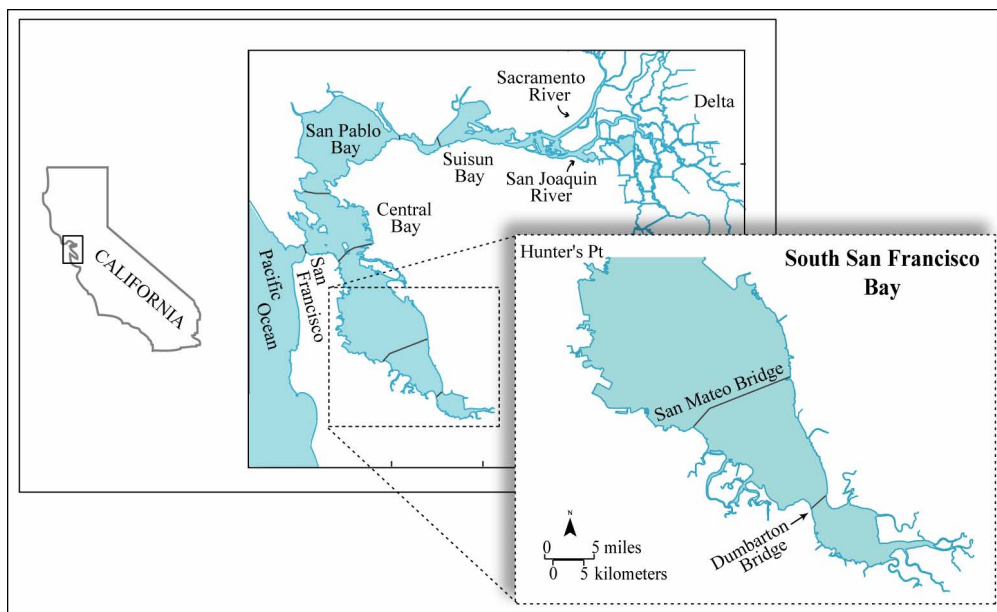 CALIFORNIA
Sacramento
River
Delta
San Pablo
Bay
Suisun
Bay
San Joaquin
River
Central
Bay
Pacific Ocean
San
Francisco
Hunter's Pt
South San Francisco
Bay
San Mateo Bridge
Dumbarton
Bridge
N
0 5 miles
0 5 kilometers